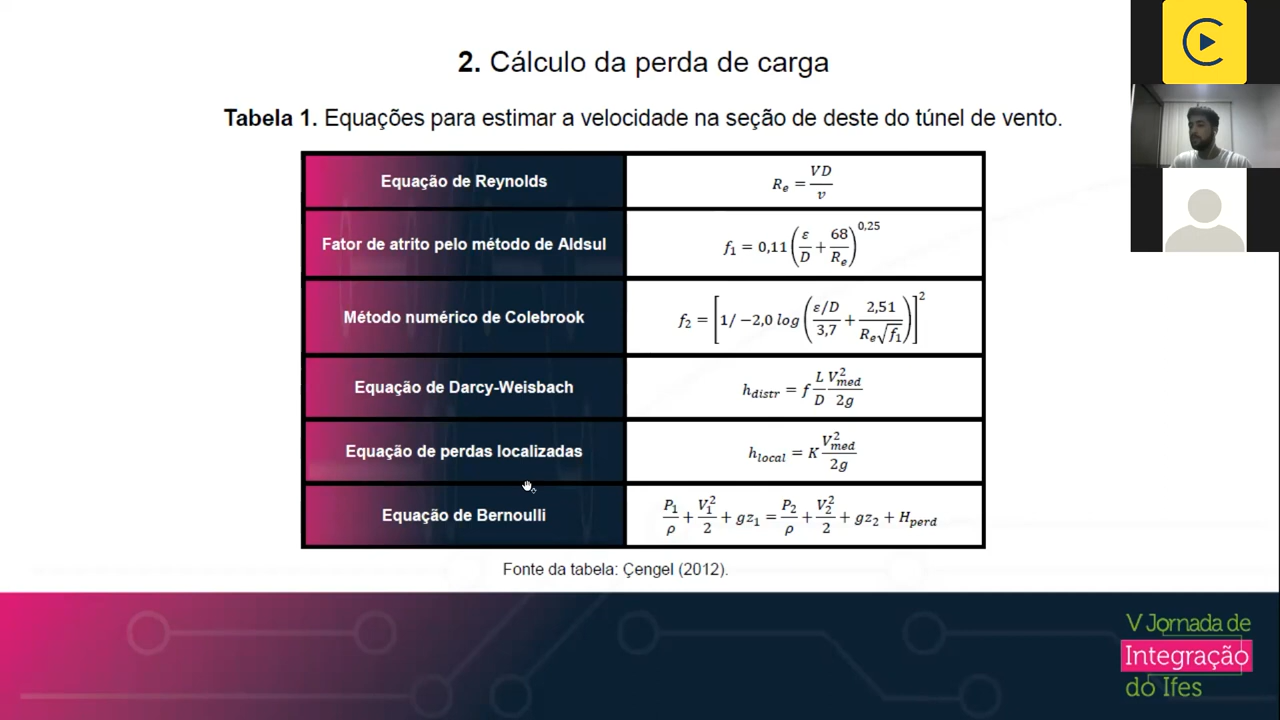 2. Cálculo da perda de carga
Tabela 1. Equações para estimar a velocidade na seção de deste do túnel de vento.
Equação de Reynolds
R_e = VD/ν
Fator de atrito pelo método de Aldsul
f_1 = 0,11 (ε/D + 68/R_e)^0,25
Método numérico de Colebrook
f_2 = [1/ −2,0 log (ε/D/3,7 + 2,51/R_e√f_1)]^2
Equação de Darcy-Weisbach
h_distr = f L/D V_med^2/2g
Equação de perdas localizadas
h_local = K V_med^2/2g
Equação de Bernoulli
P_1/ρ + V_1^2/2 + gz_1 = P_2/ρ + V_2^2/2 + gz_2 + H_perd
Fonte da tabela: Çengel (2012).
V Jornada de
Integração
do Ifes